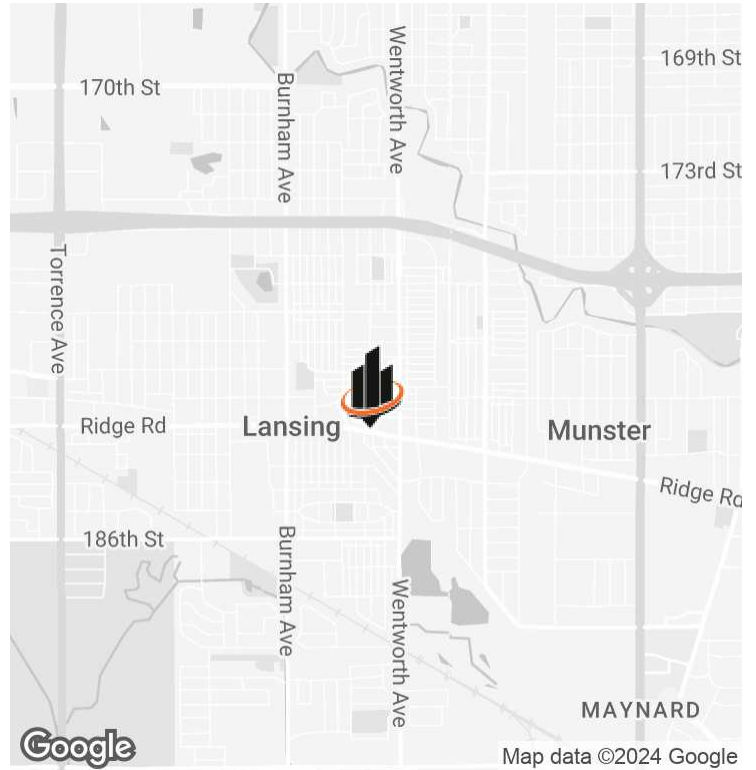 169th St
170th St
Burnham Ave
Wentworth Ave
173rd St
Torrence Ave
Ridge Rd
Lansing
Munster
Ridge Rd
186th St
Burnham Ave
Wentworth Ave
MAYNARD
Google
Map data ©2024 Google